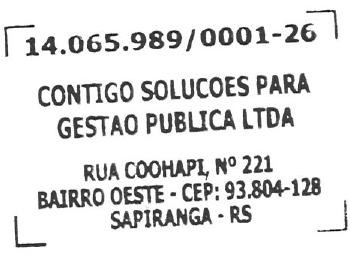 14.065.989/0001-26
CONTIGO SOLUCOES PARA
GESTAO PUBLICA LTDA
RUA COOHAPI, Nº 221
BAIRRO OESTE - CEP: 93.804-128
SAPIRANGA - RS